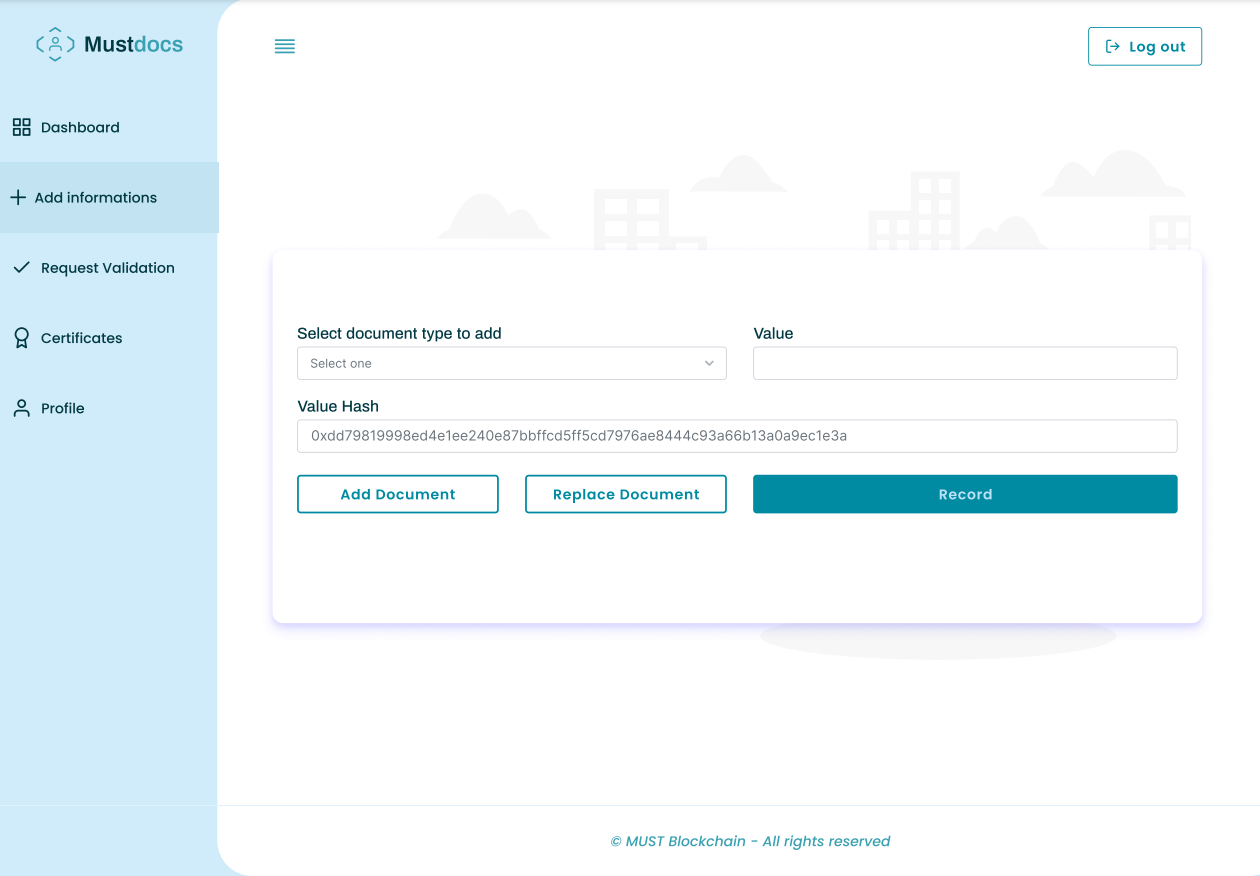 Mustdocs
Log out
Dashboard
Add informations
Request Validation
Certificates
Profile
Select document type to add
Value
Select one
Value Hash
0xdd79819998ed4e1ee240e87bbffcd5ff5cd7976ae8444c93a66b13a0a9ec1e3a
Add Document
Replace Document
Record
© MUST Blockchain - All rights reserved